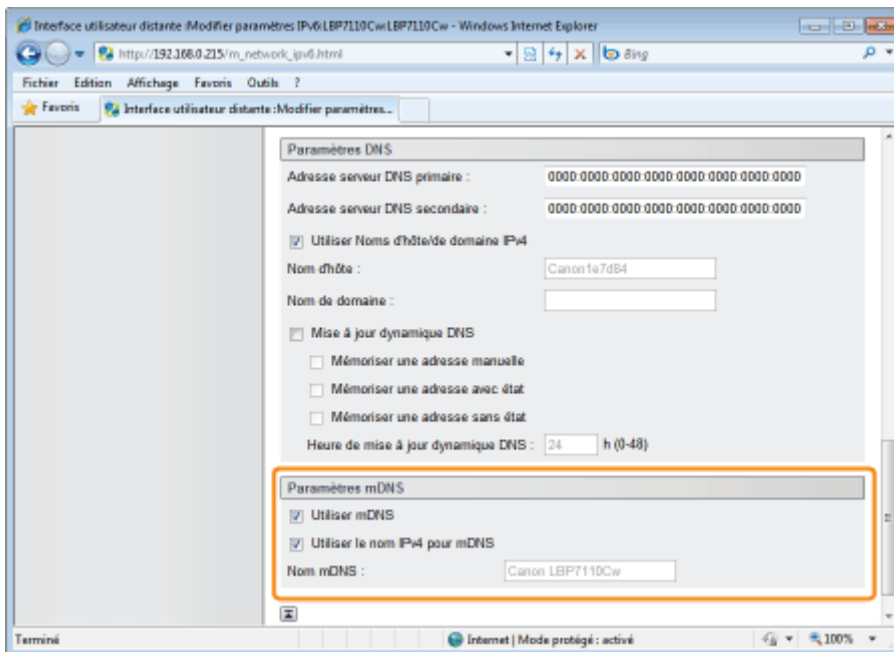 Interface utilisateur distante :Modifier paramètres IPv6:LBP7110Cw:LBP7110Cw - Windows Internet Explorer
http://192.168.0.215/m_network_ipv6.html
Bing
Fichier Edition Affichage Favoris Outils ?
Favoris Interface utilisateur distante :Modifier paramètres...
Paramètres DNS
Adresse serveur DNS primaire : 0000:0000:0000:0000:0000:0000:0000:0000
Adresse serveur DNS secondaire : 0000:0000:0000:0000:0000:0000:0000:0000
Utiliser Noms d'hôte/de domaine IPv4
Nom d'hôte : Canon1e7d84
Nom de domaine :
Mise à jour dynamique DNS
Mémoriser une adresse manuelle
Mémoriser une adresse avec état
Mémoriser une adresse sans état
Heure de mise à jour dynamique DNS : 24 h (0-48)
Paramètres mDNS
Utiliser mDNS
Utiliser le nom IPv4 pour mDNS
Nom mDNS : Canon LBP7110Cw
Terminé Internet | Mode protégé : activé 100%